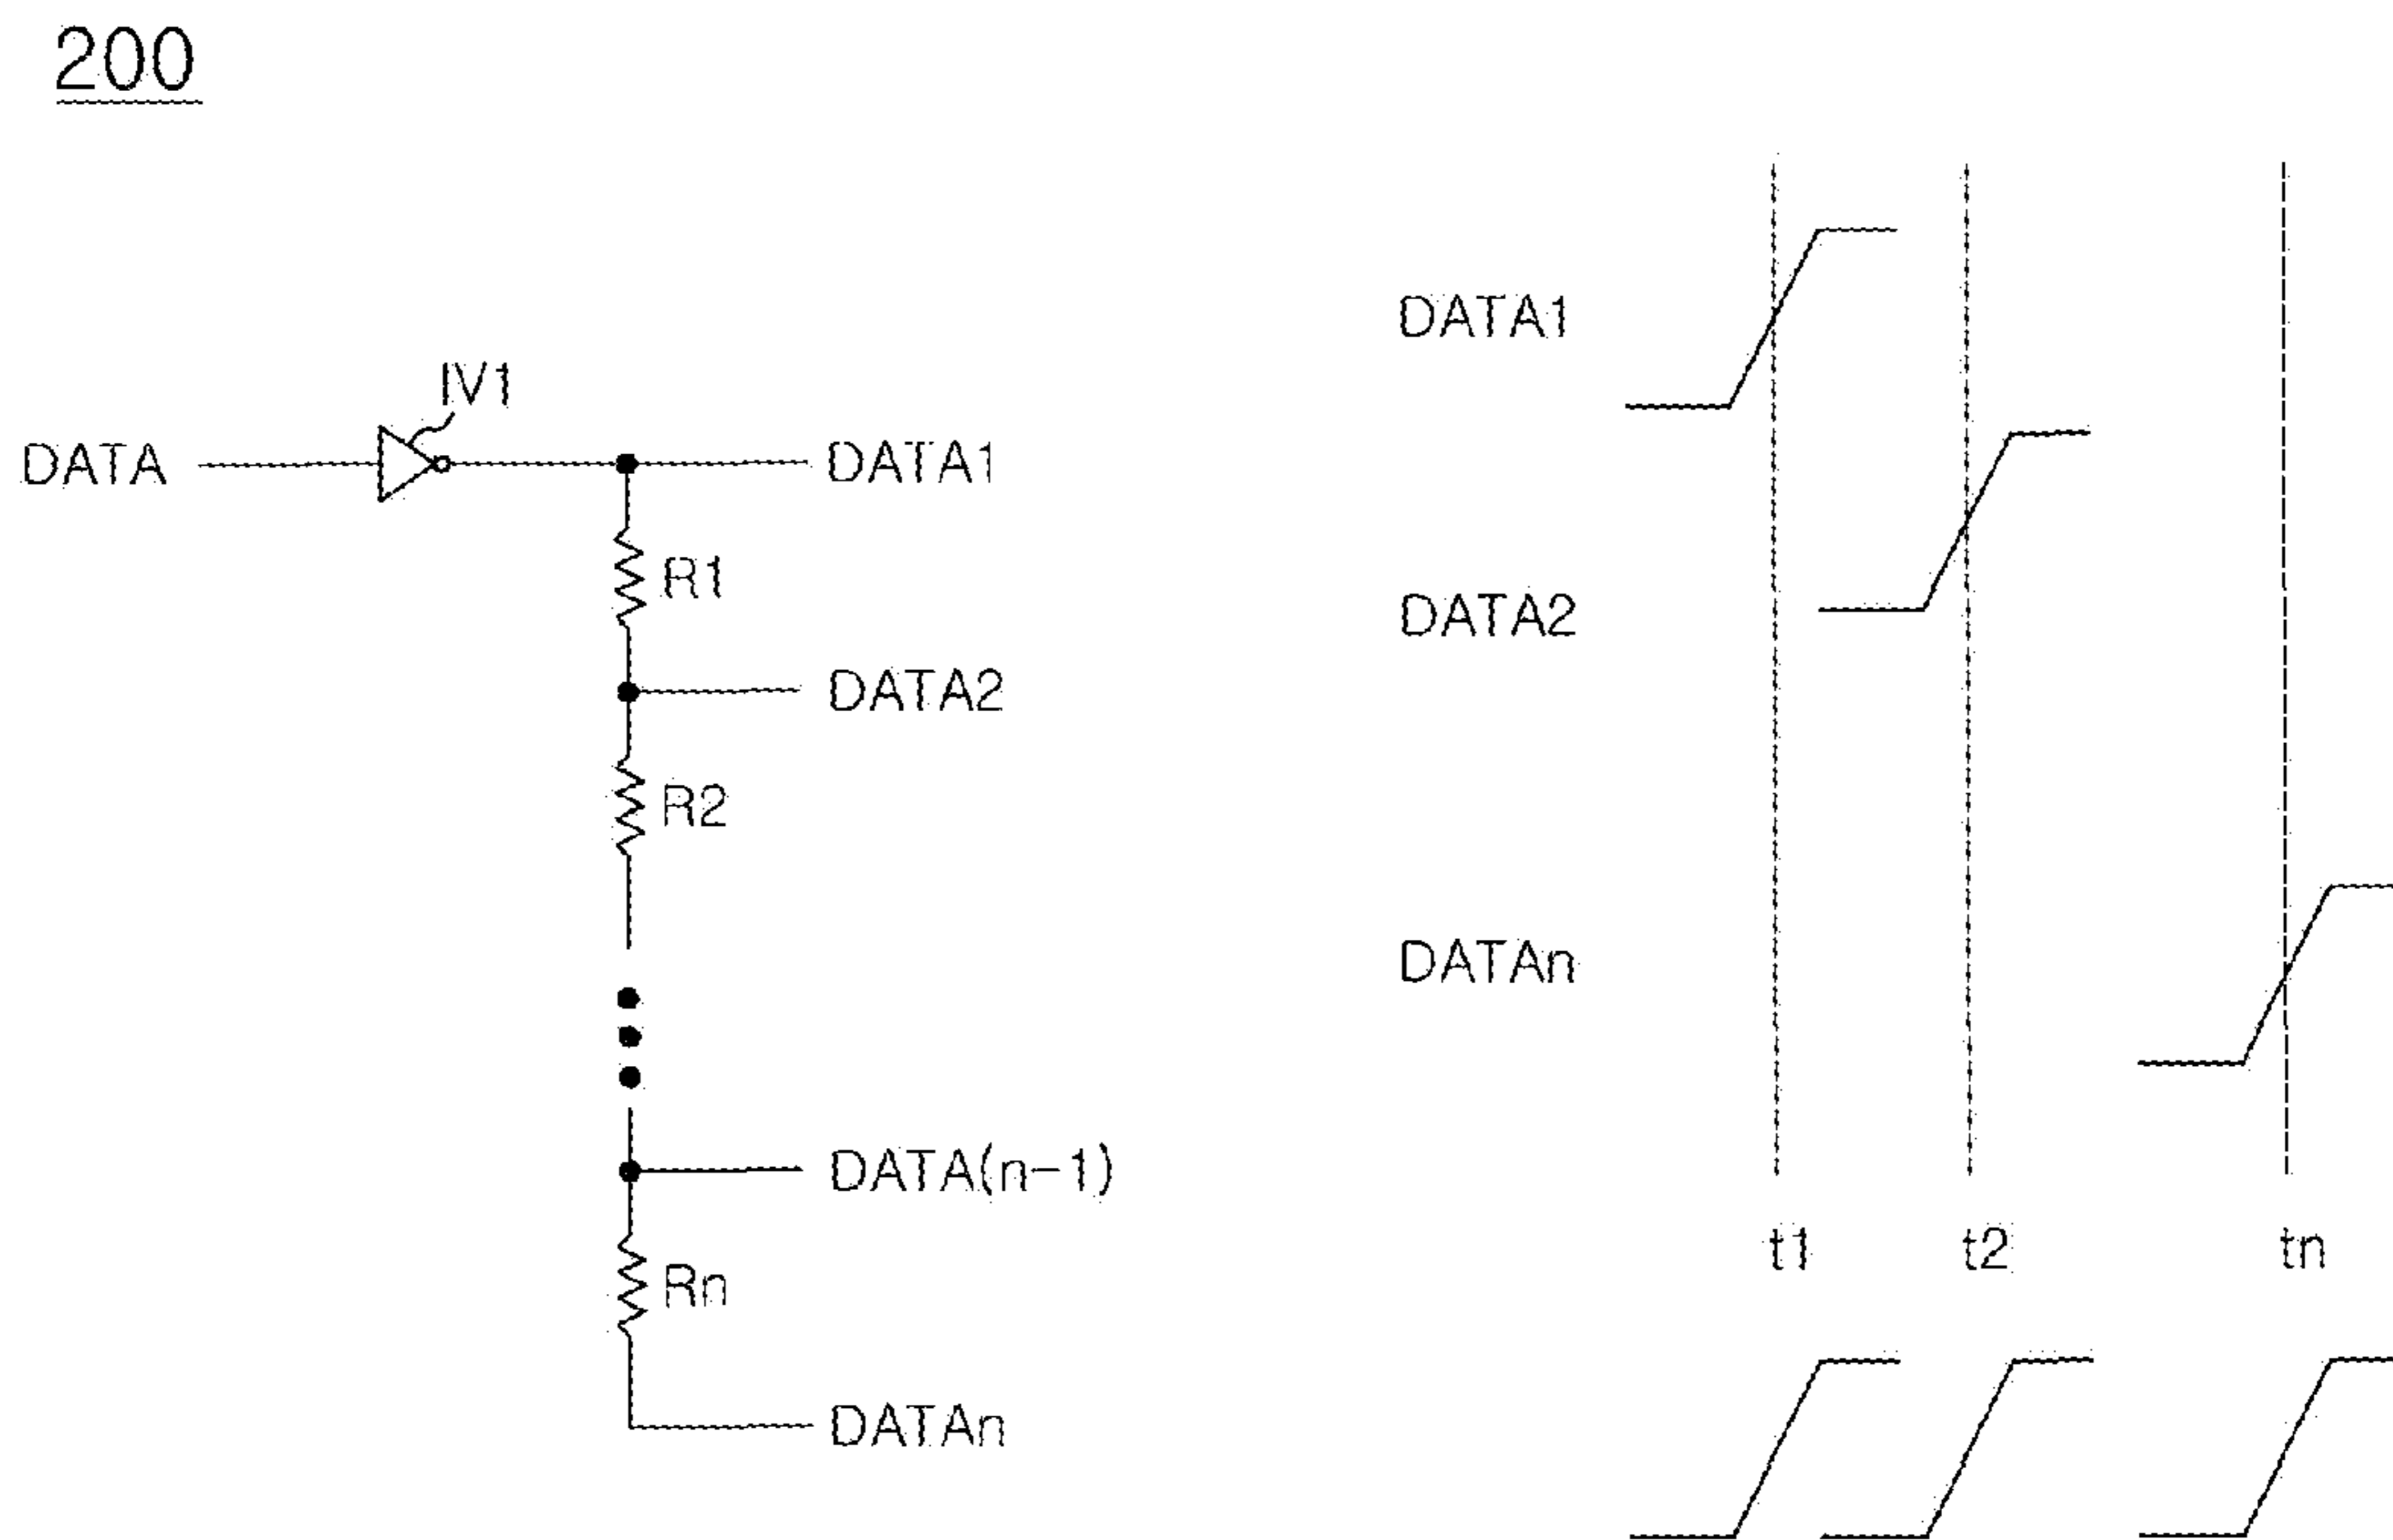 200
IV1
DATA
DATA1
R1
DATA2
R2
DATA(n-1)
Rn
DATAn
DATA1
DATA2
DATAn
t1
t2
tn